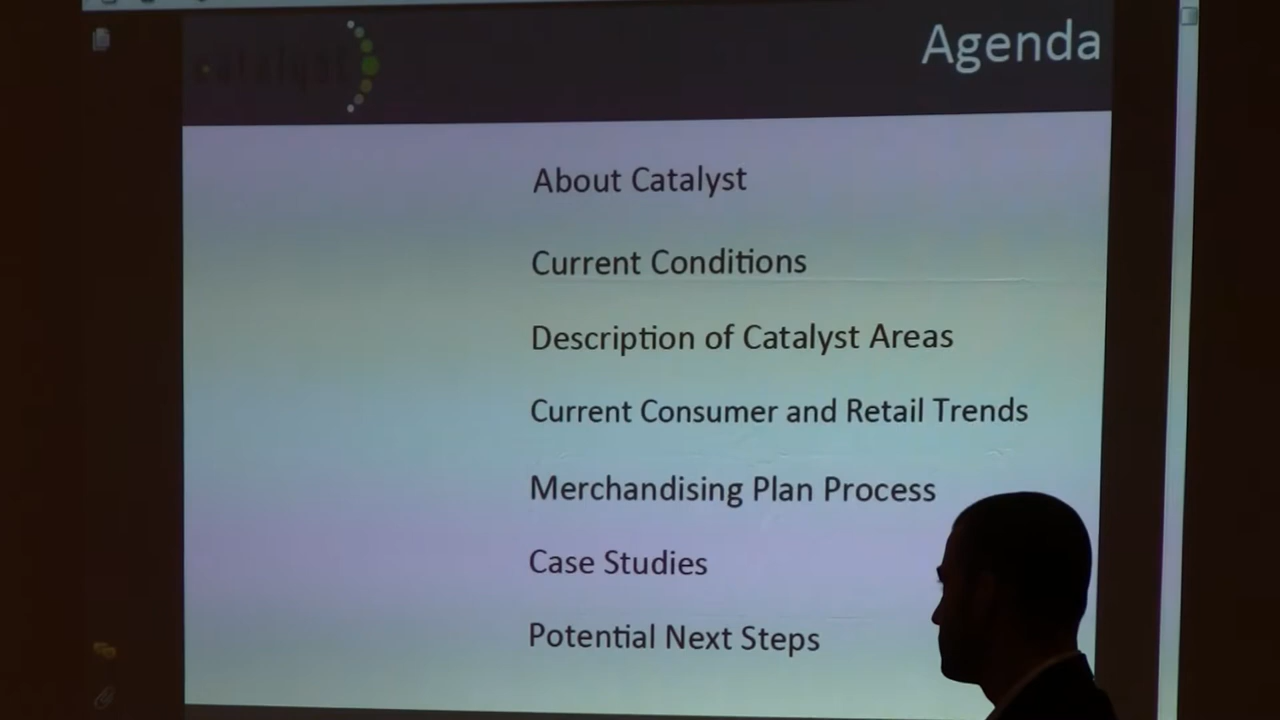 catalyst
Agenda
About Catalyst
Current Conditions
Description of Catalyst Areas
Current Consumer and Retail Trends
Merchandising Plan Process
Case Studies
Potential Next Steps